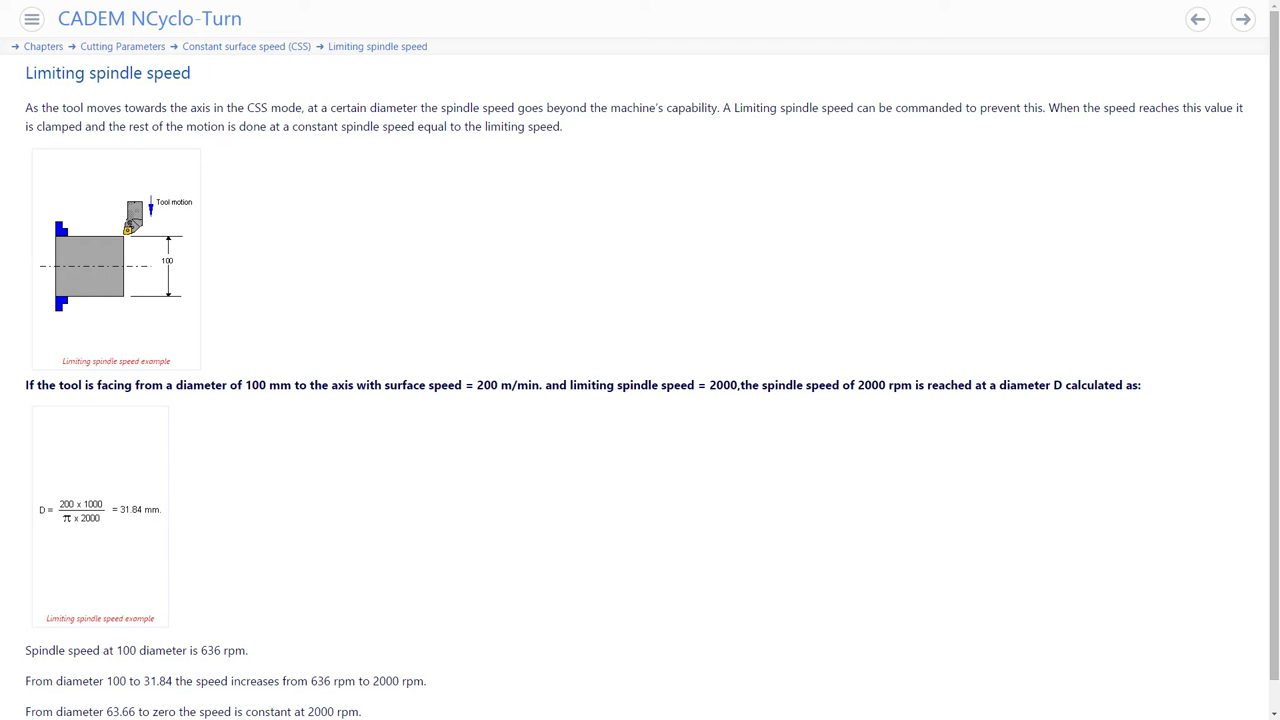 CADEM NCyclo-Turn
→ Chapters → Cutting Parameters → Constant surface speed (CSS) → Limiting spindle speed
Limiting spindle speed
As the tool moves towards the axis in the CSS mode, at a certain diameter the spindle speed goes beyond the machine's capability. A Limiting spindle speed can be commanded to prevent this. When the speed reaches this value it
is clamped and the rest of the motion is done at a constant spindle speed equal to the limiting speed.
Tool motion
100
Limiting spindle speed example
If the tool is facing from a diameter of 100 mm to the axis with surface speed = 200 m/min. and limiting spindle speed = 2000,the spindle speed of 2000 rpm is reached at a diameter D calculated as:
200 x 1000
D = = 31.84 mm.
π x 2000
Limiting spindle speed example
Spindle speed at 100 diameter is 636 rpm.
From diameter 100 to 31.84 the speed increases from 636 rpm to 2000 rpm.
From diameter 63.66 to zero the speed is constant at 2000 rpm.